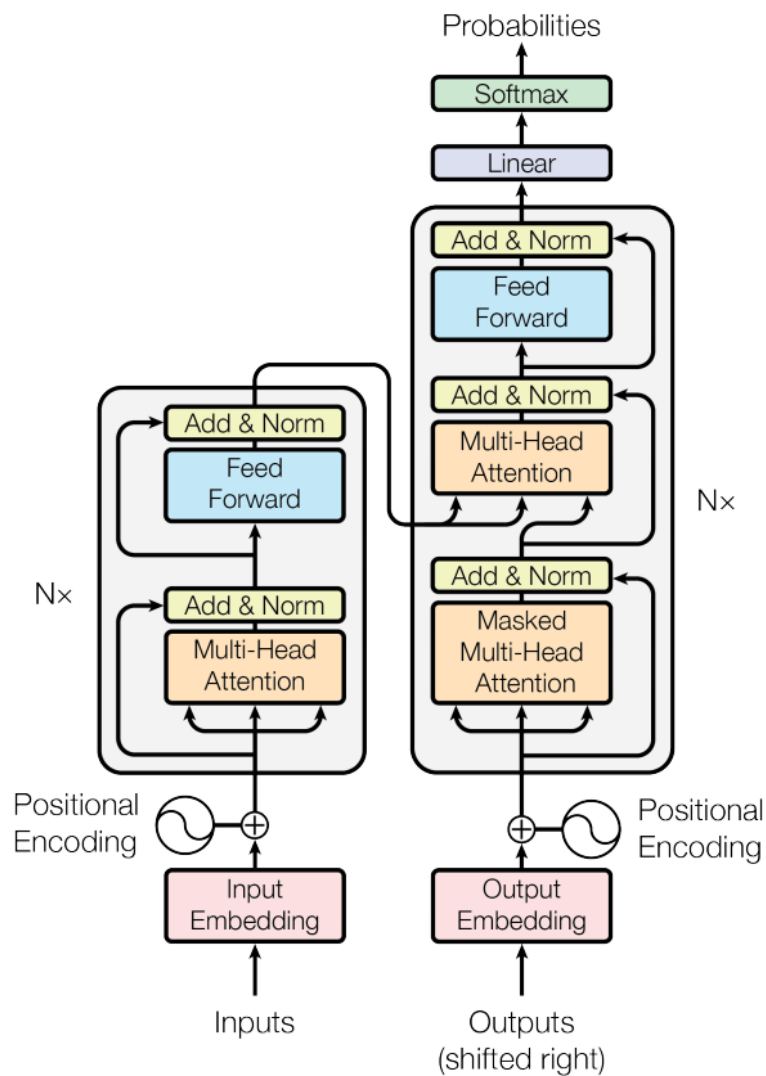 Probabilities
Softmax
Linear
Add & Norm
Feed
Forward
Add & Norm
Multi-Head
Attention
Add & Norm
Masked
Multi-Head
Attention
Nx
Add & Norm
Feed
Forward
Add & Norm
Multi-Head
Attention
Nx
Positional
Encoding
Positional
Encoding
Input
Embedding
Output
Embedding
Inputs
Outputs
(shifted right)